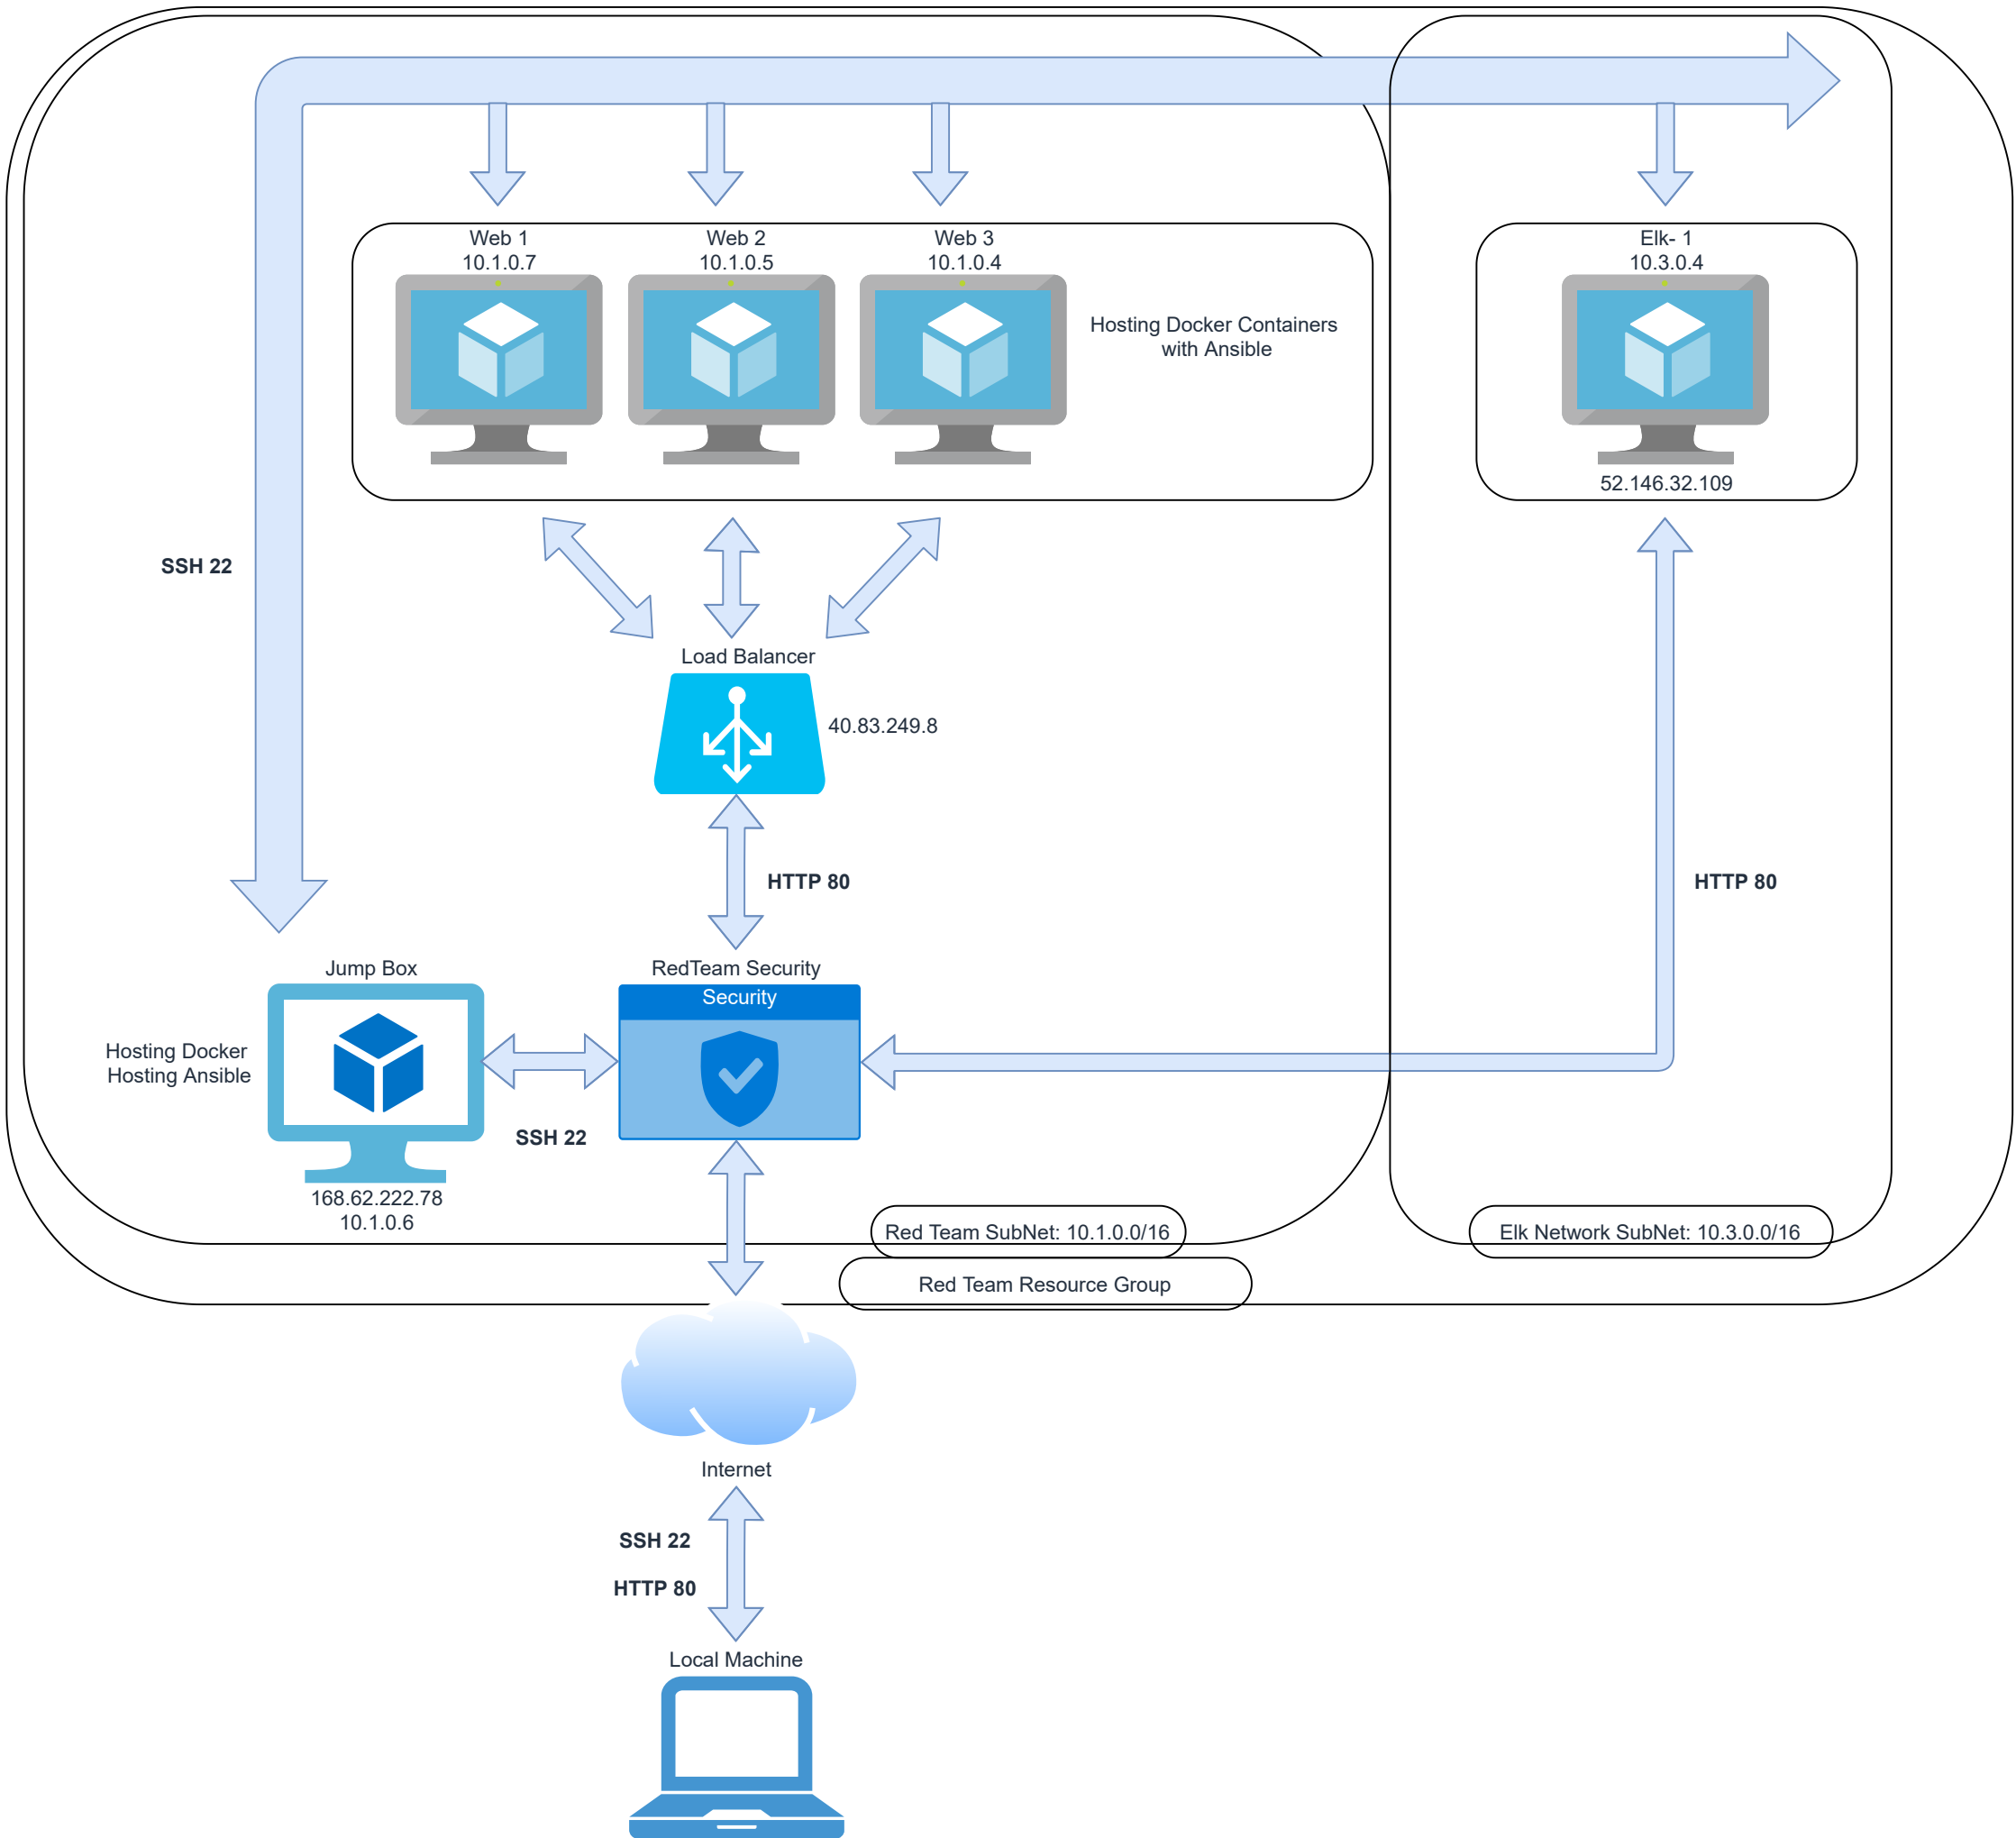 Web 1
10.1.0.7
Web 2
10.1.0.5
Web 3
10.1.0.4
Hosting Docker Containers
with Ansible
Elk- 1
10.3.0.4
52.146.32.109
SSH 22
Load Balancer
40.83.249.8
HTTP 80
HTTP 80
Jump Box
Hosting Docker
Hosting Ansible
168.62.222.78
10.1.0.6
SSH 22
RedTeam Security
Security
Red Team SubNet: 10.1.0.0/16
Elk Network SubNet: 10.3.0.0/16
Red Team Resource Group
Internet
SSH 22
HTTP 80
Local Machine